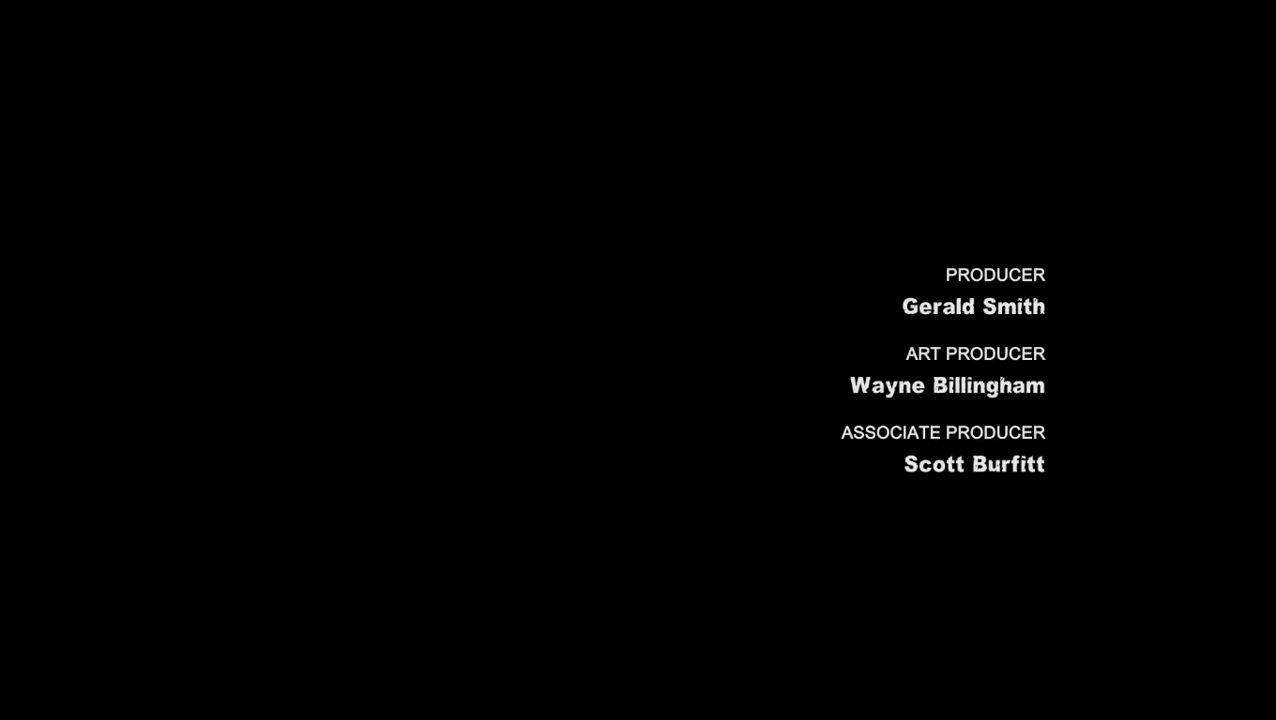 PRODUCER
Gerald Smith
ART PRODUCER
Wayne Billingham
ASSOCIATE PRODUCER
Scott Burfitt